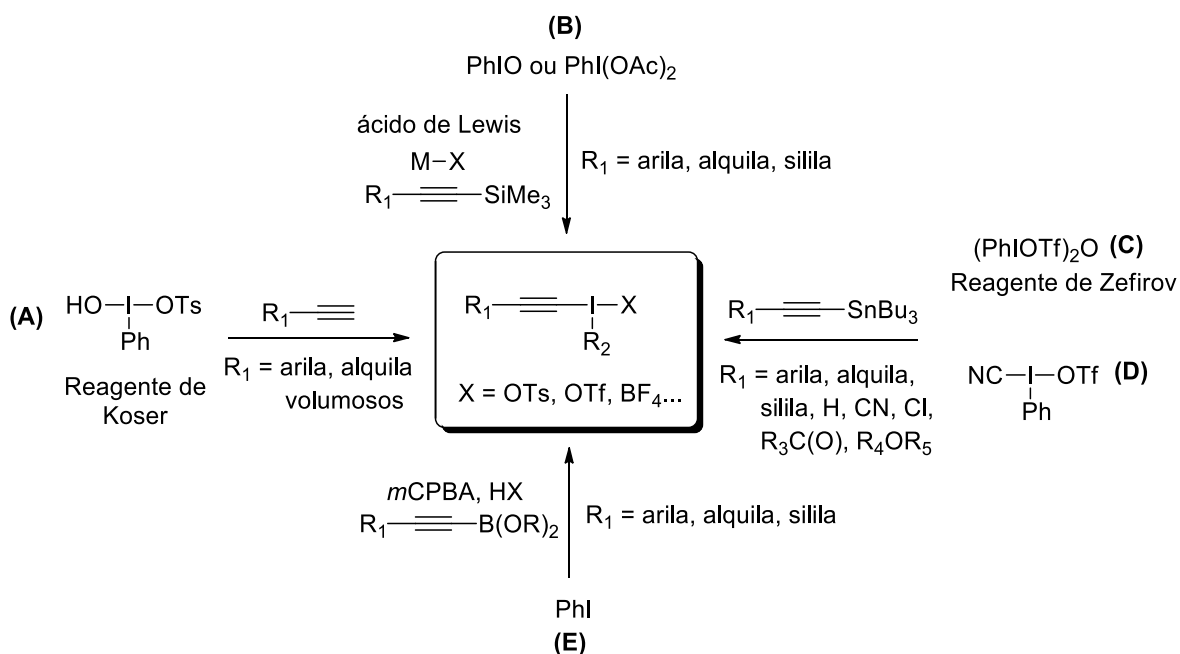 (B)
PhIO ou PhI(OAc)₂
ácido de Lewis
M–X
R₁ SiMe₃
R₁ = arila, alquila, silila
(A)
HO–I–OTs
Ph
Reagente de
Koser
R₁
R₁ = arila, alquila
volumosos
R₁ I–X
R₂
X = OTs, OTf, BF₄...
(PhIOTf)₂O (C)
Reagente de Zefirov
R₁ SnBu₃
R₁ = arila, alquila,
silila, H, CN, Cl,
R₃C(O), R₄OR₅
NC–I–OTf (D)
Ph
mCPBA, HX
R₁ B(OR)₂
R₁ = arila, alquila, silila
PhI
(E)